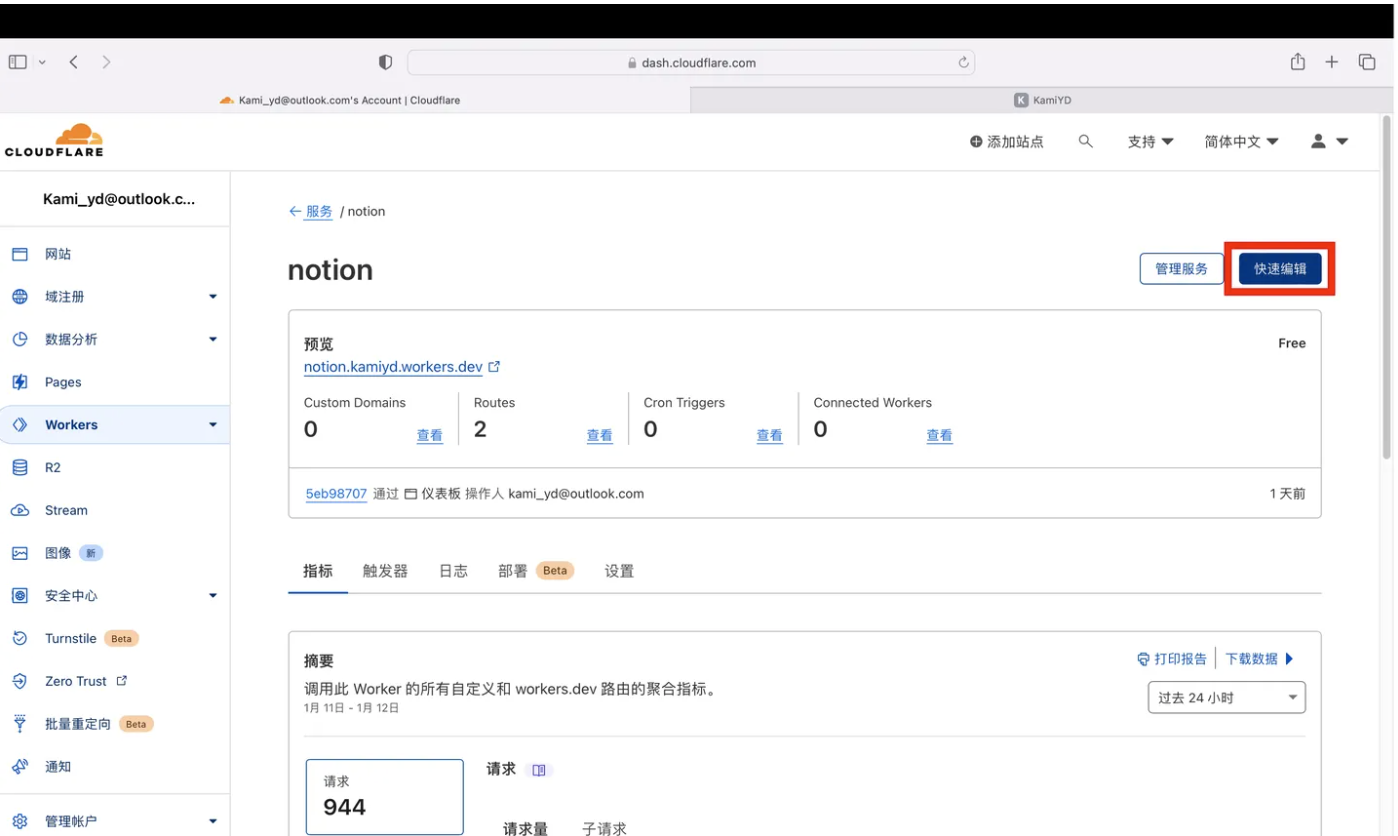 dash.cloudflare.com
Kami_yd@outlook.com's Account | Cloudflare
K KamiYD
CLOUDFLARE
添加站点
支持
简体中文
Kami_yd@outlook.c...
网站
域注册
数据分析
Pages
Workers
R2
Stream
图像 新
安全中心
Turnstile Beta
Zero Trust
批量重定向 Beta
通知
管理帐户
← 服务 / notion
notion
管理服务
快速编辑
预览
Free
notion.kamiyd.workers.dev
Custom Domains
0 查看
Routes
2 查看
Cron Triggers
0 查看
Connected Workers
0 查看
5eb98707 通过 仪表板 操作人 kami_yd@outlook.com
1 天前
指标 触发器 日志 部署 Beta 设置
摘要
打印报告 下载数据
调用此 Worker 的所有自定义和 workers.dev 路由的聚合指标。
过去 24 小时
1月 11日 - 1月 12日
请求
944
请求
请求量 子请求